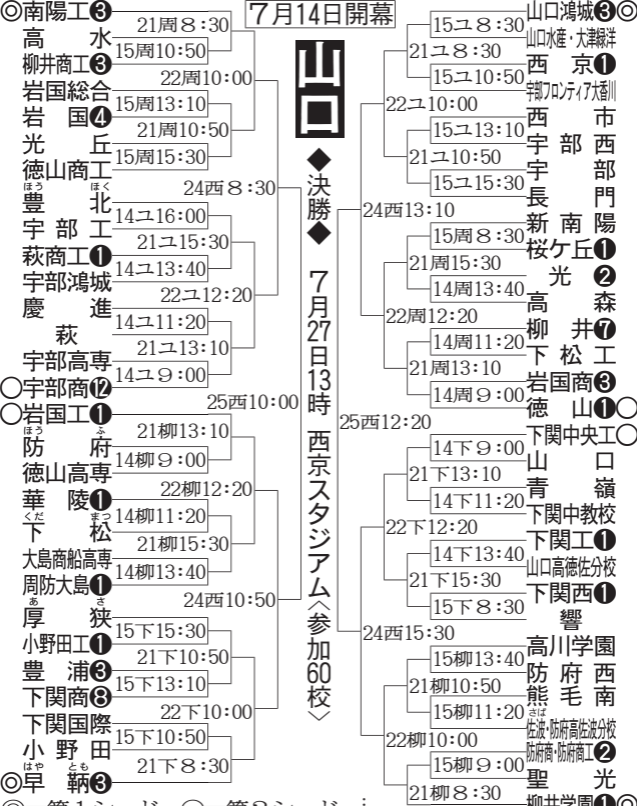 7月14日開幕
山口
◆決勝◆ 7月27日13時 西京スタジアム〈参加60校〉
◎南陽工❸
高水
柳井商工❸
岩国総合
岩国❹
光丘
徳山商工
ほう ほく
豊北
宇部工
萩商工❶
宇部鴻城
慶進
萩
宇部高専
○宇部商⓬
○岩国工❶
ほう ふ
防府
徳山高専
華陵❶
くだ まつ
下松
大島商船高専
周防大島❶
あ さ
厚狭
小野田工❶
豊浦❸
下関商❽
下関国際
小野田
はや とも
◎早鞆❸
21周8:30
15周10:50
22周10:00
15周13:10
21周10:50
15周15:30
24西8:30
14ユ16:00
21ユ15:30
14ユ13:40
22ユ12:20
14ユ11:20
21ユ13:10
14ユ9:00
25西10:00
21柳13:10
14柳9:00
22柳12:20
14柳11:20
21柳15:30
14柳13:40
24西10:50
15下15:30
21下10:50
15下13:10
22下10:00
15下10:50
21下8:30
15ユ8:30
21ユ8:30
15ユ10:50
22ユ10:00
15ユ13:10
21ユ10:50
15ユ15:30
24西13:10
15周8:30
21周15:30
14周13:40
22周12:20
14周11:20
21周13:10
14周9:00
25西12:20
14下9:00
21下13:10
14下11:20
22下12:20
14下13:40
21下15:30
15下8:30
24西15:30
15柳13:40
21柳10:50
15柳11:20
22柳10:00
15柳9:00
21柳8:30
山口鴻城❸◎
山口水産・大津緑洋
西京❶
宇部フロンティア大香川
西市
宇部西
宇部
長門
新南陽
桜ケ丘❶
光❷
高森
柳井❼
下松工
岩国商❸
徳山❶○
下関中央工○
山口
青嶺
下関中教校
下関工❶
山口高徳佐分校
下関西❶
響
高川学園
防府西
熊毛南
さば
佐波・防府高佐波分校
防府商・防府商工❷
聖光
柳井学園❶◎